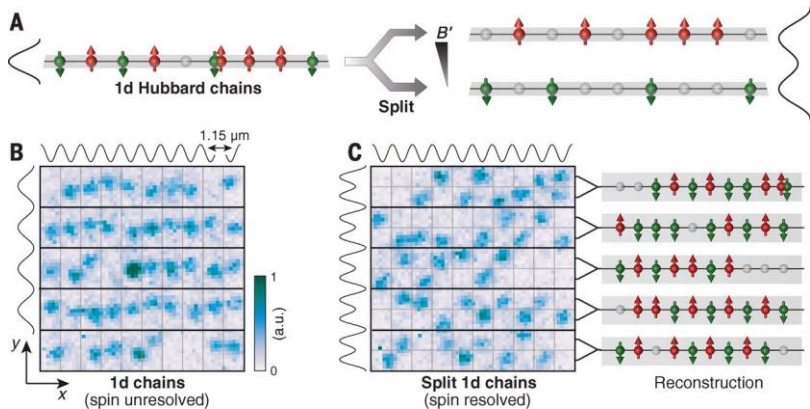 A
1d Hubbard chains
Split
B'
B
1.15 μm
C
1
(a.u.)
0
y
x
1d chains
(spin unresolved)
Split 1d chains
(spin resolved)
Reconstruction